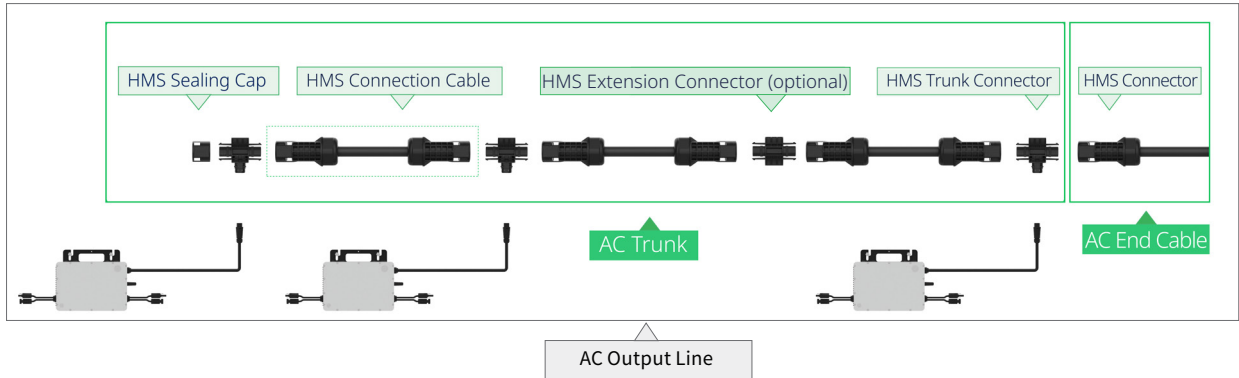 HMS Sealing Cap
HMS Connection Cable
HMS Extension Connector (optional)
HMS Trunk Connector
HMS Connector
AC Trunk
AC End Cable
AC Output Line